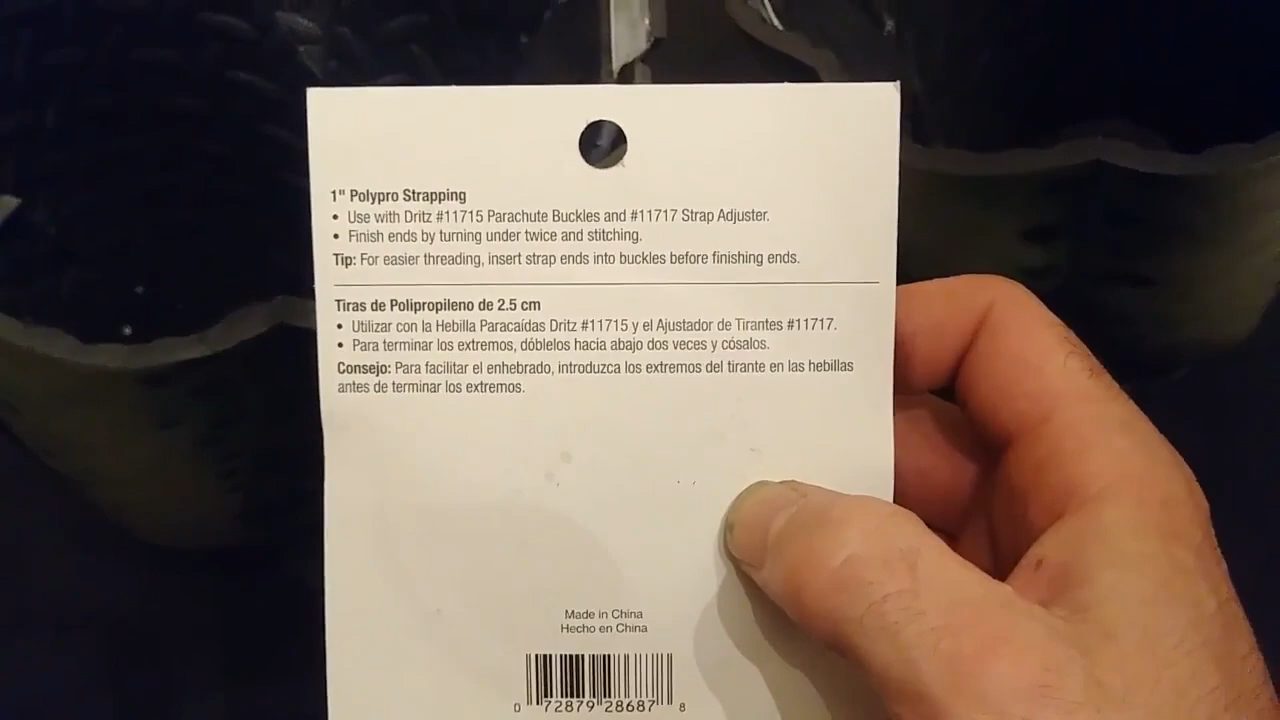 1" Polypro Strapping
• Use with Dritz #11715 Parachute Buckles and #11717 Strap Adjuster.
• Finish ends by turning under twice and stitching.
Tip: For easier threading, insert strap ends into buckles before finishing ends.
Tiras de Polipropileno de 2.5 cm
• Utilizar con la Hebilla Paracaídas Dritz #11715 y el Ajustador de Tirantes #11717.
• Para terminar los extremos, dóblelos hacia abajo dos veces y cósalos.
Consejo: Para facilitar el enhebrado, introduzca los extremos del tirante en las hebillas
antes de terminar los extremos.
Made in China
Hecho en China
0 72879 28687 8